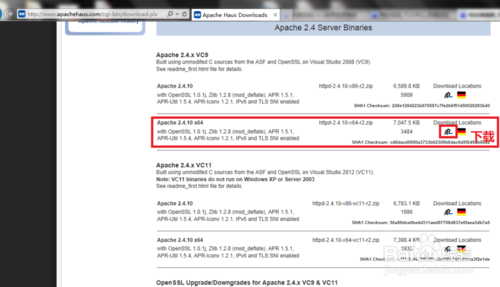 http://www.apachehaus.com/cgi-bin/download.plx
Apache Haus Downloads
Apache 2.4 Server Binaries
Apache 2.4.x VC9
Built using unmodifed C sources from the ASF and OpenSSL on Visual Studio 2008 (VC9).
See readme_first.html file for details.
Apache 2.4.10 httpd-2.4.10-x86-r2.zip 6,589.8 KB Download Locations
with OpenSSL 1.0.1j, Zlib 1.2.8 (mod_deflate), APR 1.5.1, 5909
APR-Util 1.5.4, APR-Iconv 1.2.1, IPv6 and TLS SNI enabled
SHA1 Checksum:
Apache 2.4.10 x64 httpd-2.4.10-x64-r2.zip 7,047.5 KB Download Locations
with OpenSSL 1.0.1j, Zlib 1.2.8 (mod_deflate), APR 1.5.1, 3484
下载
APR-Util 1.5.4, APR-Iconv 1.2.1, IPv6 and TLS SNI enabled
SHA1 Checksum:
Apache 2.4.x VC11
Built using unmodifed C sources from the ASF and OpenSSL on Visual Studio 2012 (VC11).
Note: VC11 binaries do not run on Windows XP or Server 2003
See readme_first.html file for details.
Apache 2.4.10 httpd-2.4.10-x86-vc11-r2.zip 6,783.1 KB Download Locations
with OpenSSL 1.0.1j, Zlib 1.2.8 (mod_deflate), APR 1.5.1, 1986
APR-Util 1.5.4, APR-Iconv 1.2.1, IPv6 and TLS SNI enabled
SHA1 Checksum:
Apache 2.4.10 x64 httpd-2.4.10-x64-vc11-r2.zip 7,398.4 KB Download Locations
with OpenSSL 1.0.1j, Zlib 1.2.8 (mod_deflate), APR 1.5.1,
APR-Util 1.5.4, APR-Iconv 1.2.1, IPv6 and TLS SNI enabled
OpenSSL Upgrade/Downgrades for Apache 2.4.x VC9 & VC11